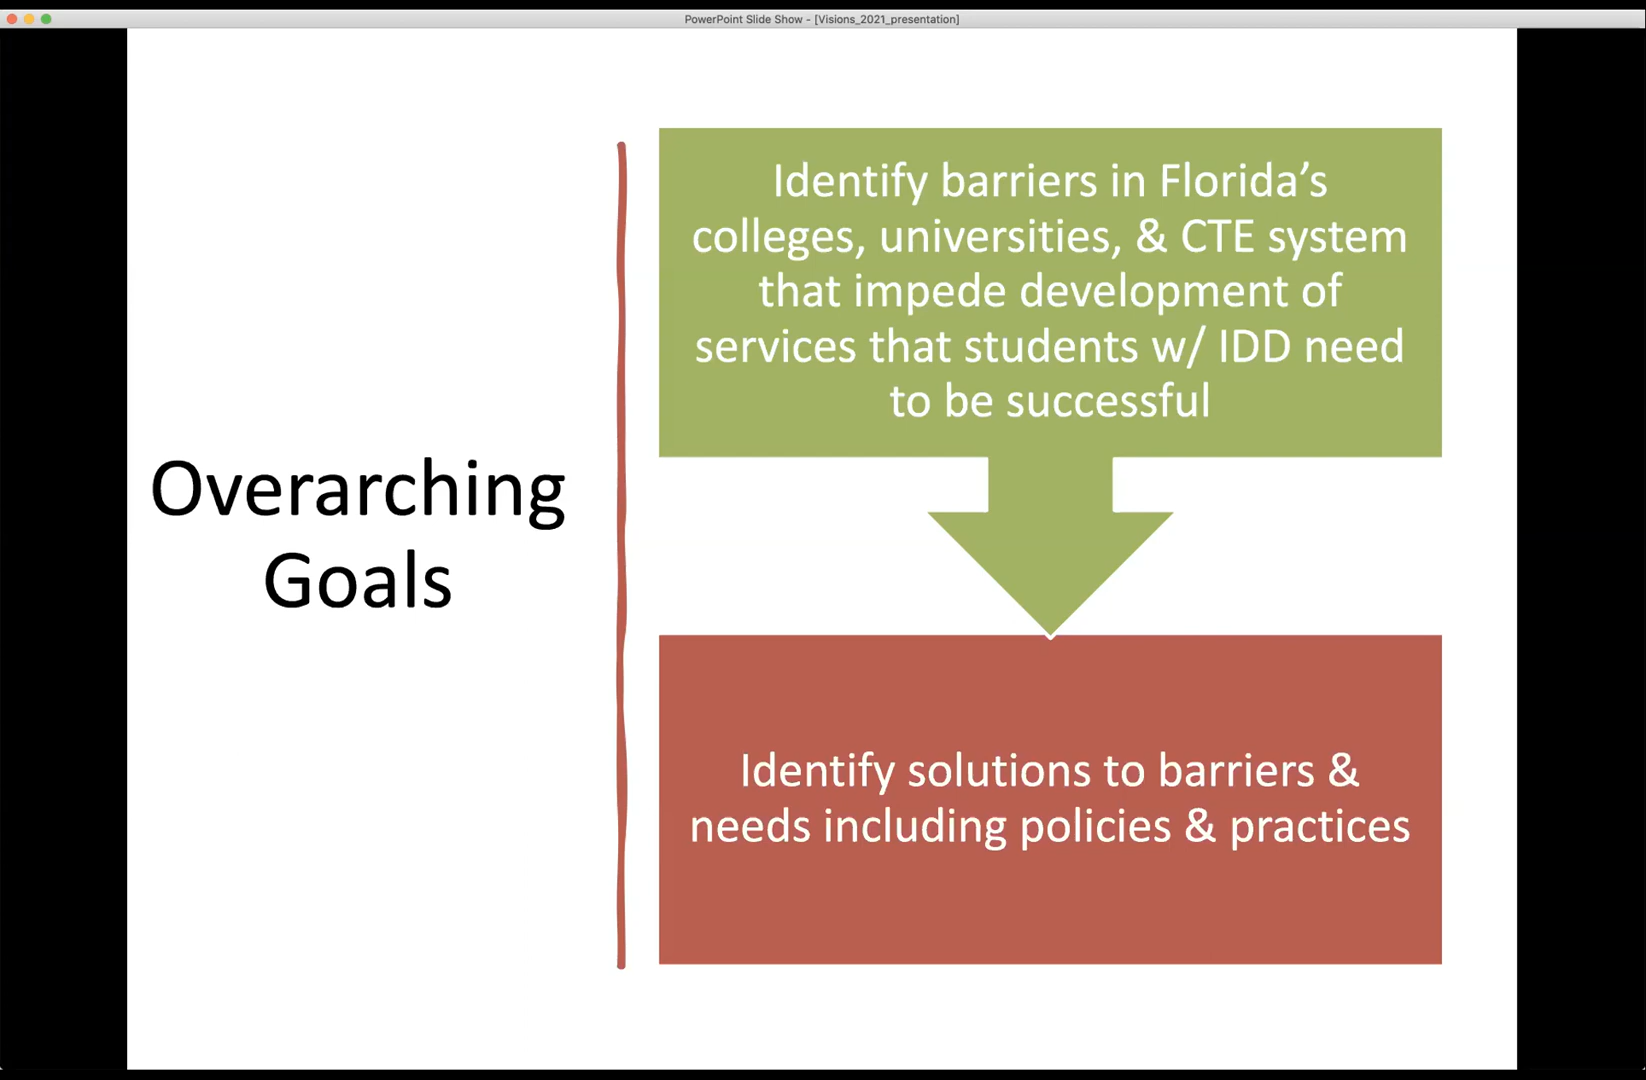 PowerPoint Slide Show - [Visions_2021_presentation]
Overarching
Goals
Identify barriers in Florida’s
colleges, universities, & CTE system
that impede development of
services that students w/ IDD need
to be successful
Identify solutions to barriers &
needs including policies & practices